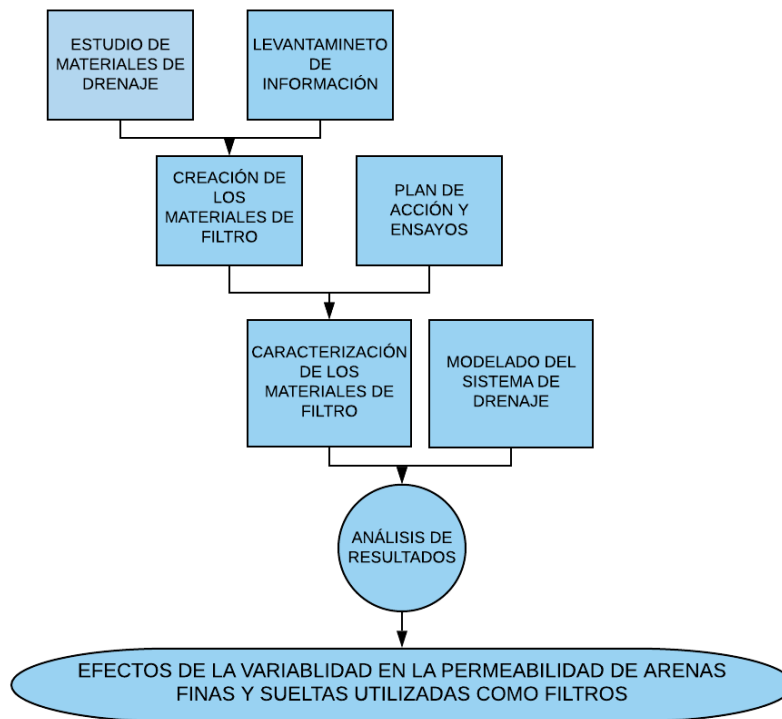 ESTUDIO DE
MATERIALES DE
DRENAJE
LEVANTAMINETO
DE
INFORMACIÓN
CREACIÓN DE
LOS
MATERIALES DE
FILTRO
PLAN DE
ACCIÓN Y
ENSAYOS
CARACTERIZACIÓN
DE LOS
MATERIALES DE
FILTRO
MODELADO DEL
SISTEMA DE
DRENAJE
ANÁLISIS DE
RESULTADOS
EFECTOS DE LA VARIABLIDAD EN LA PERMEABILIDAD DE ARENAS
FINAS Y SUELTAS UTILIZADAS COMO FILTROS